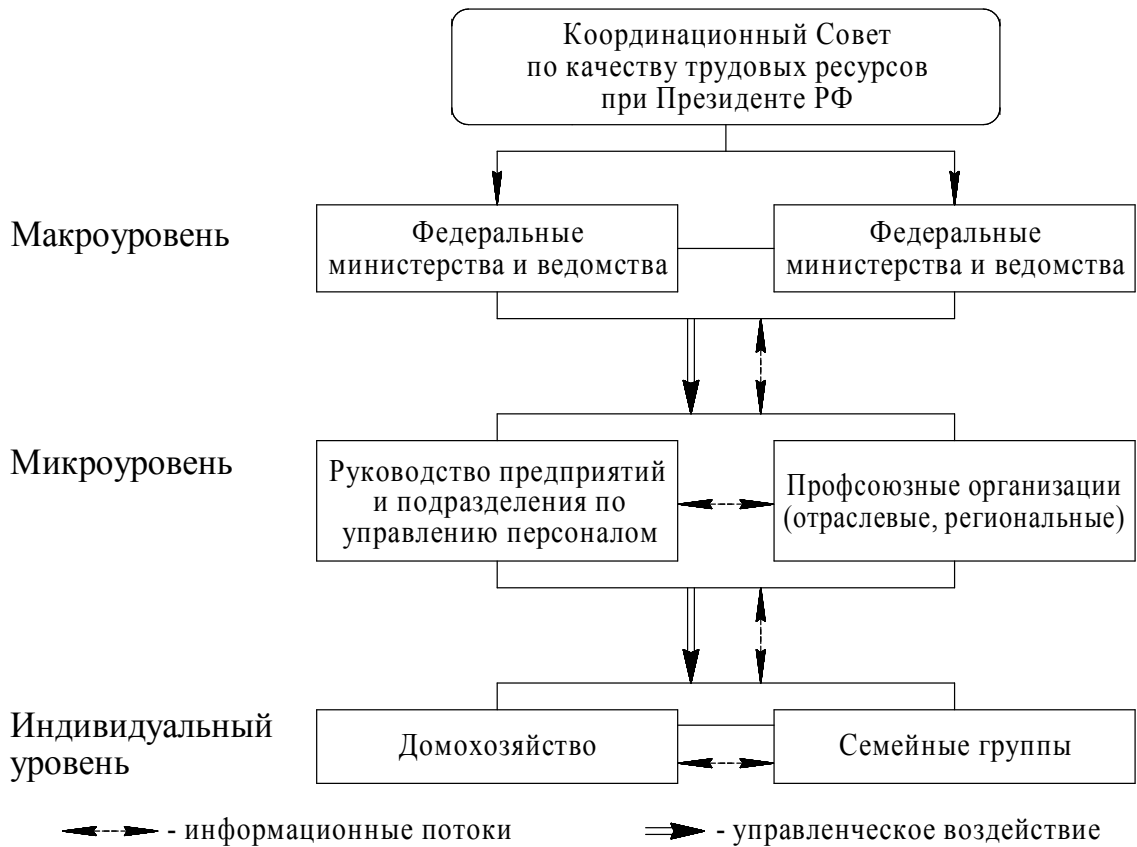 Координационный Совет
по качеству трудовых ресурсов
при Президенте РФ
Макроуровень
Федеральные
министерства и ведомства
Федеральные
министерства и ведомства
Микроуровень
Руководство предприятий
и подразделения по
управлению персоналом
Профсоюзные организации
(отраслевые, региональные)
Индивидуальный
уровень
Домохозяйство
Семейные группы
- информационные потоки
- управленческое воздействие